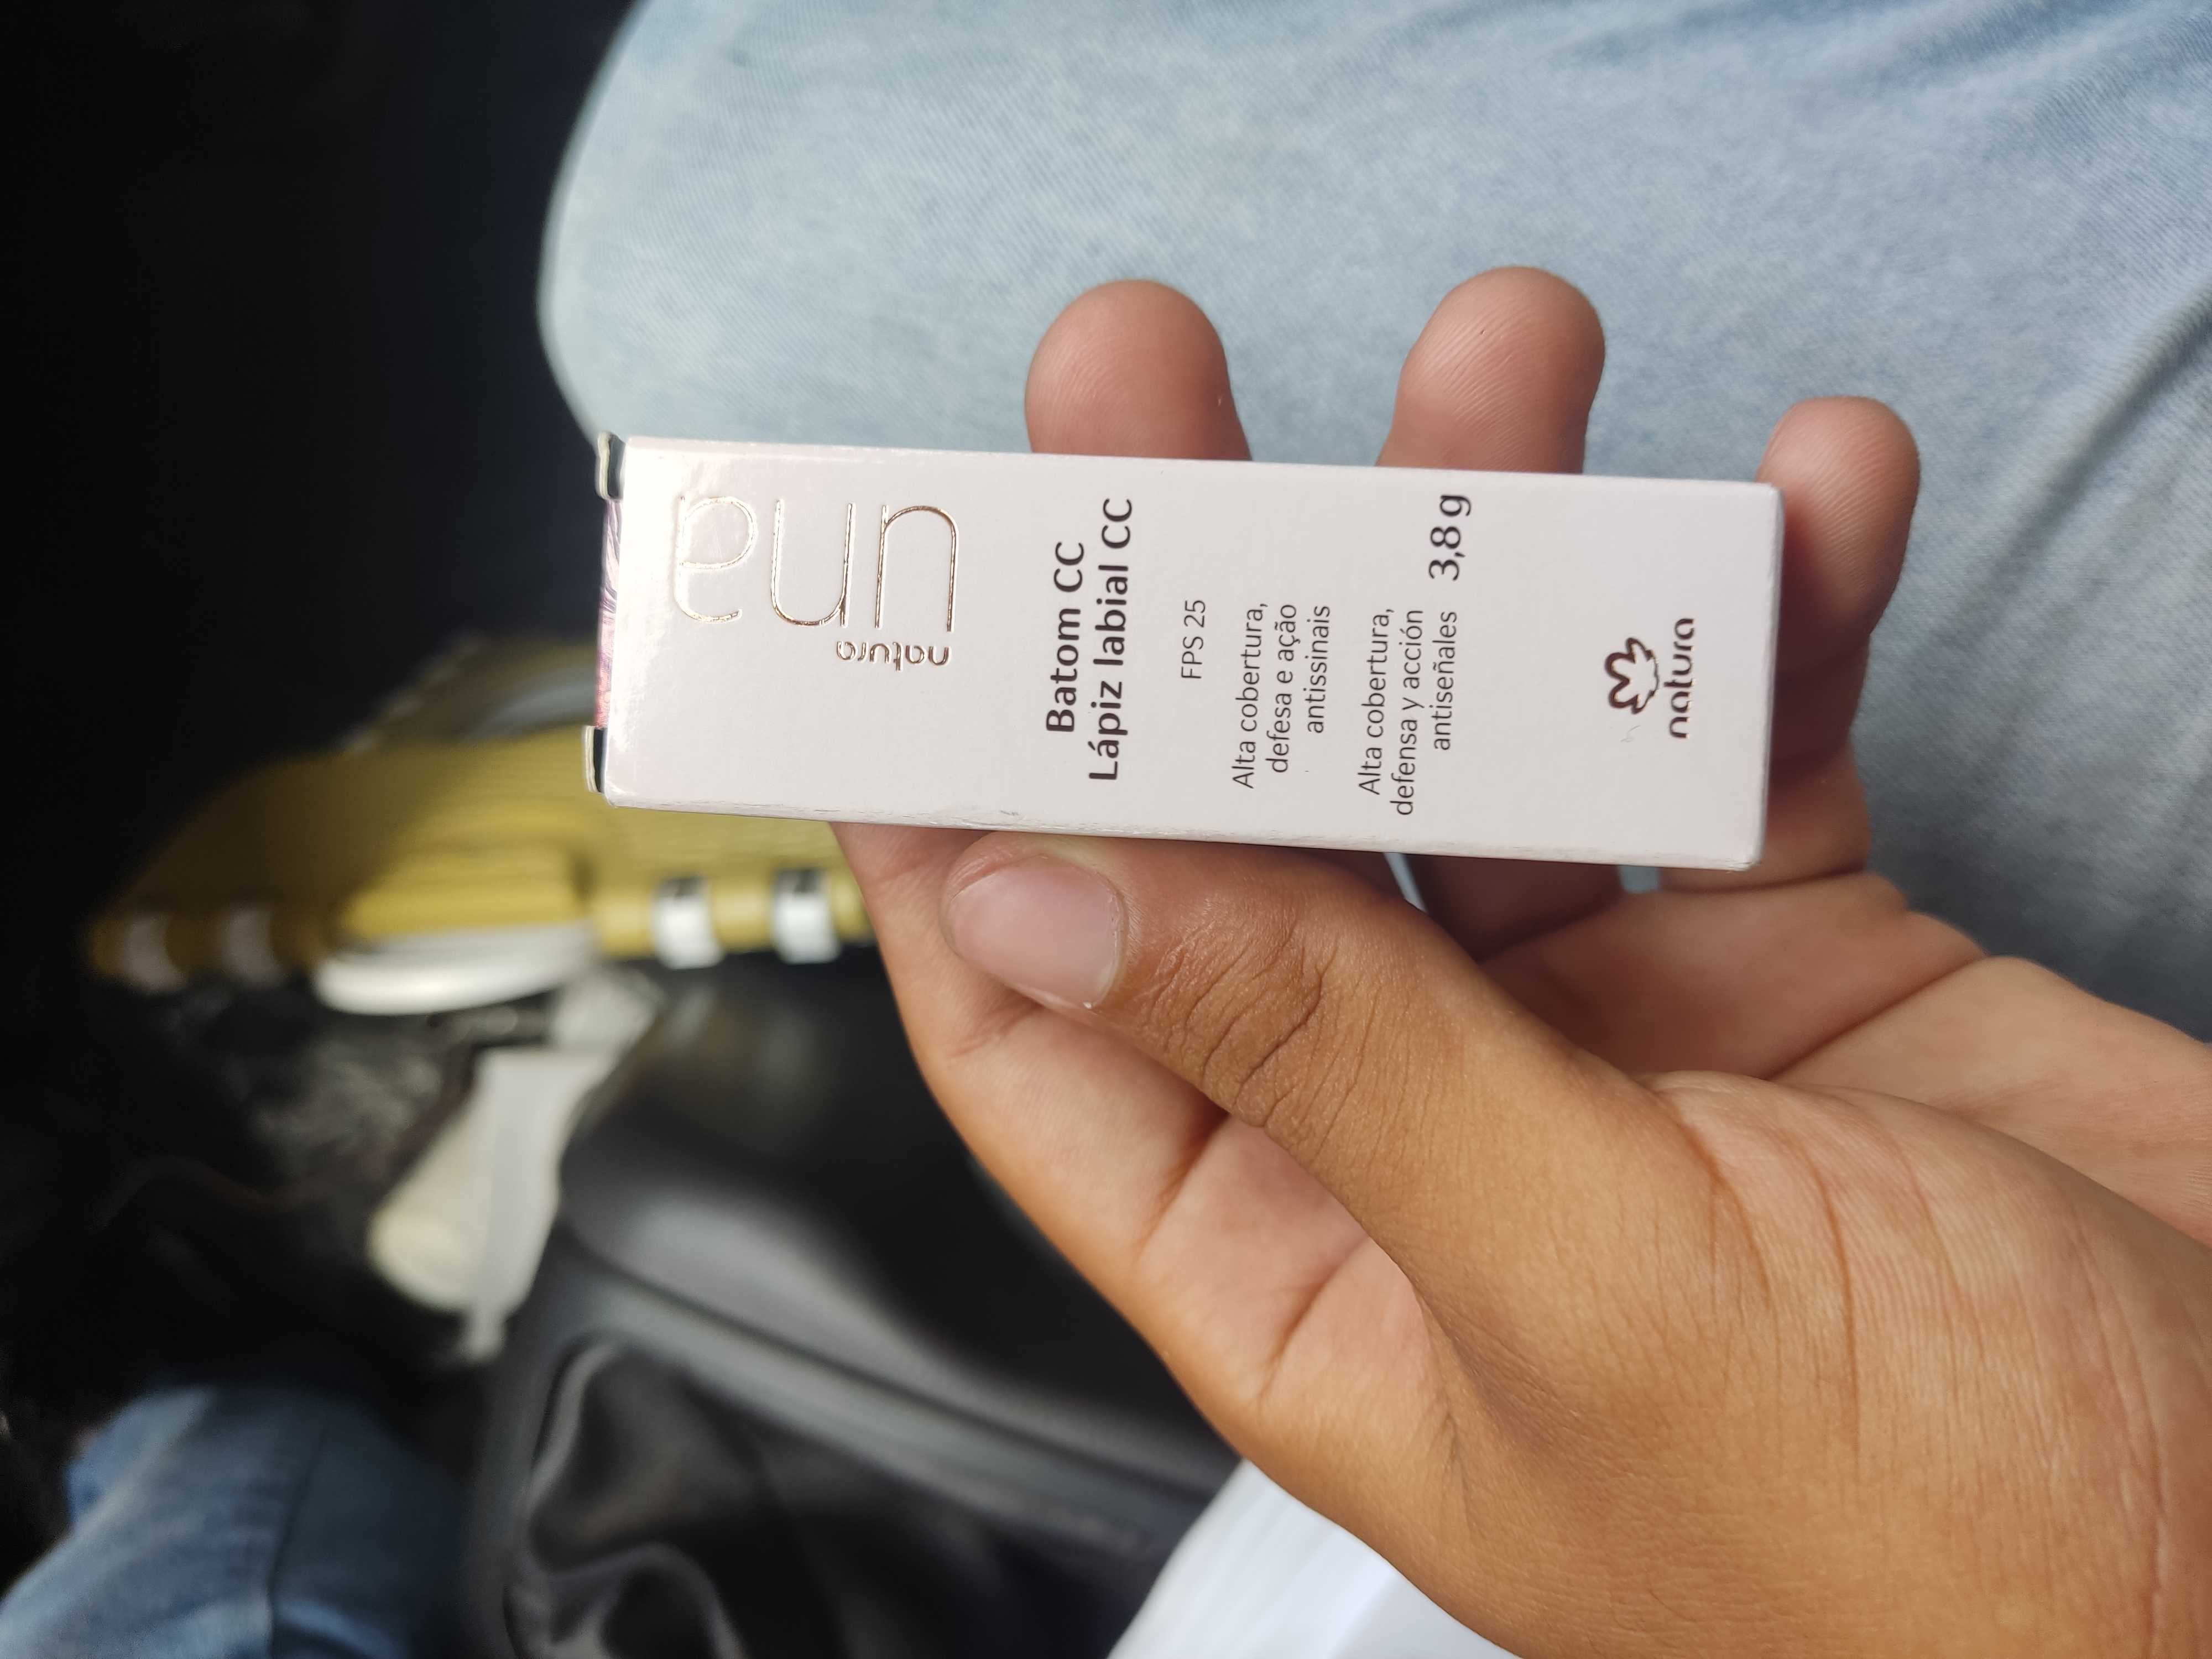 una
natura
Batom CC
Lápiz labial CC
FPS 25
Alta cobertura,
defesa e ação
antissinais
Alta cobertura,
defensa y acción
antiseñales 3,8 g
natura